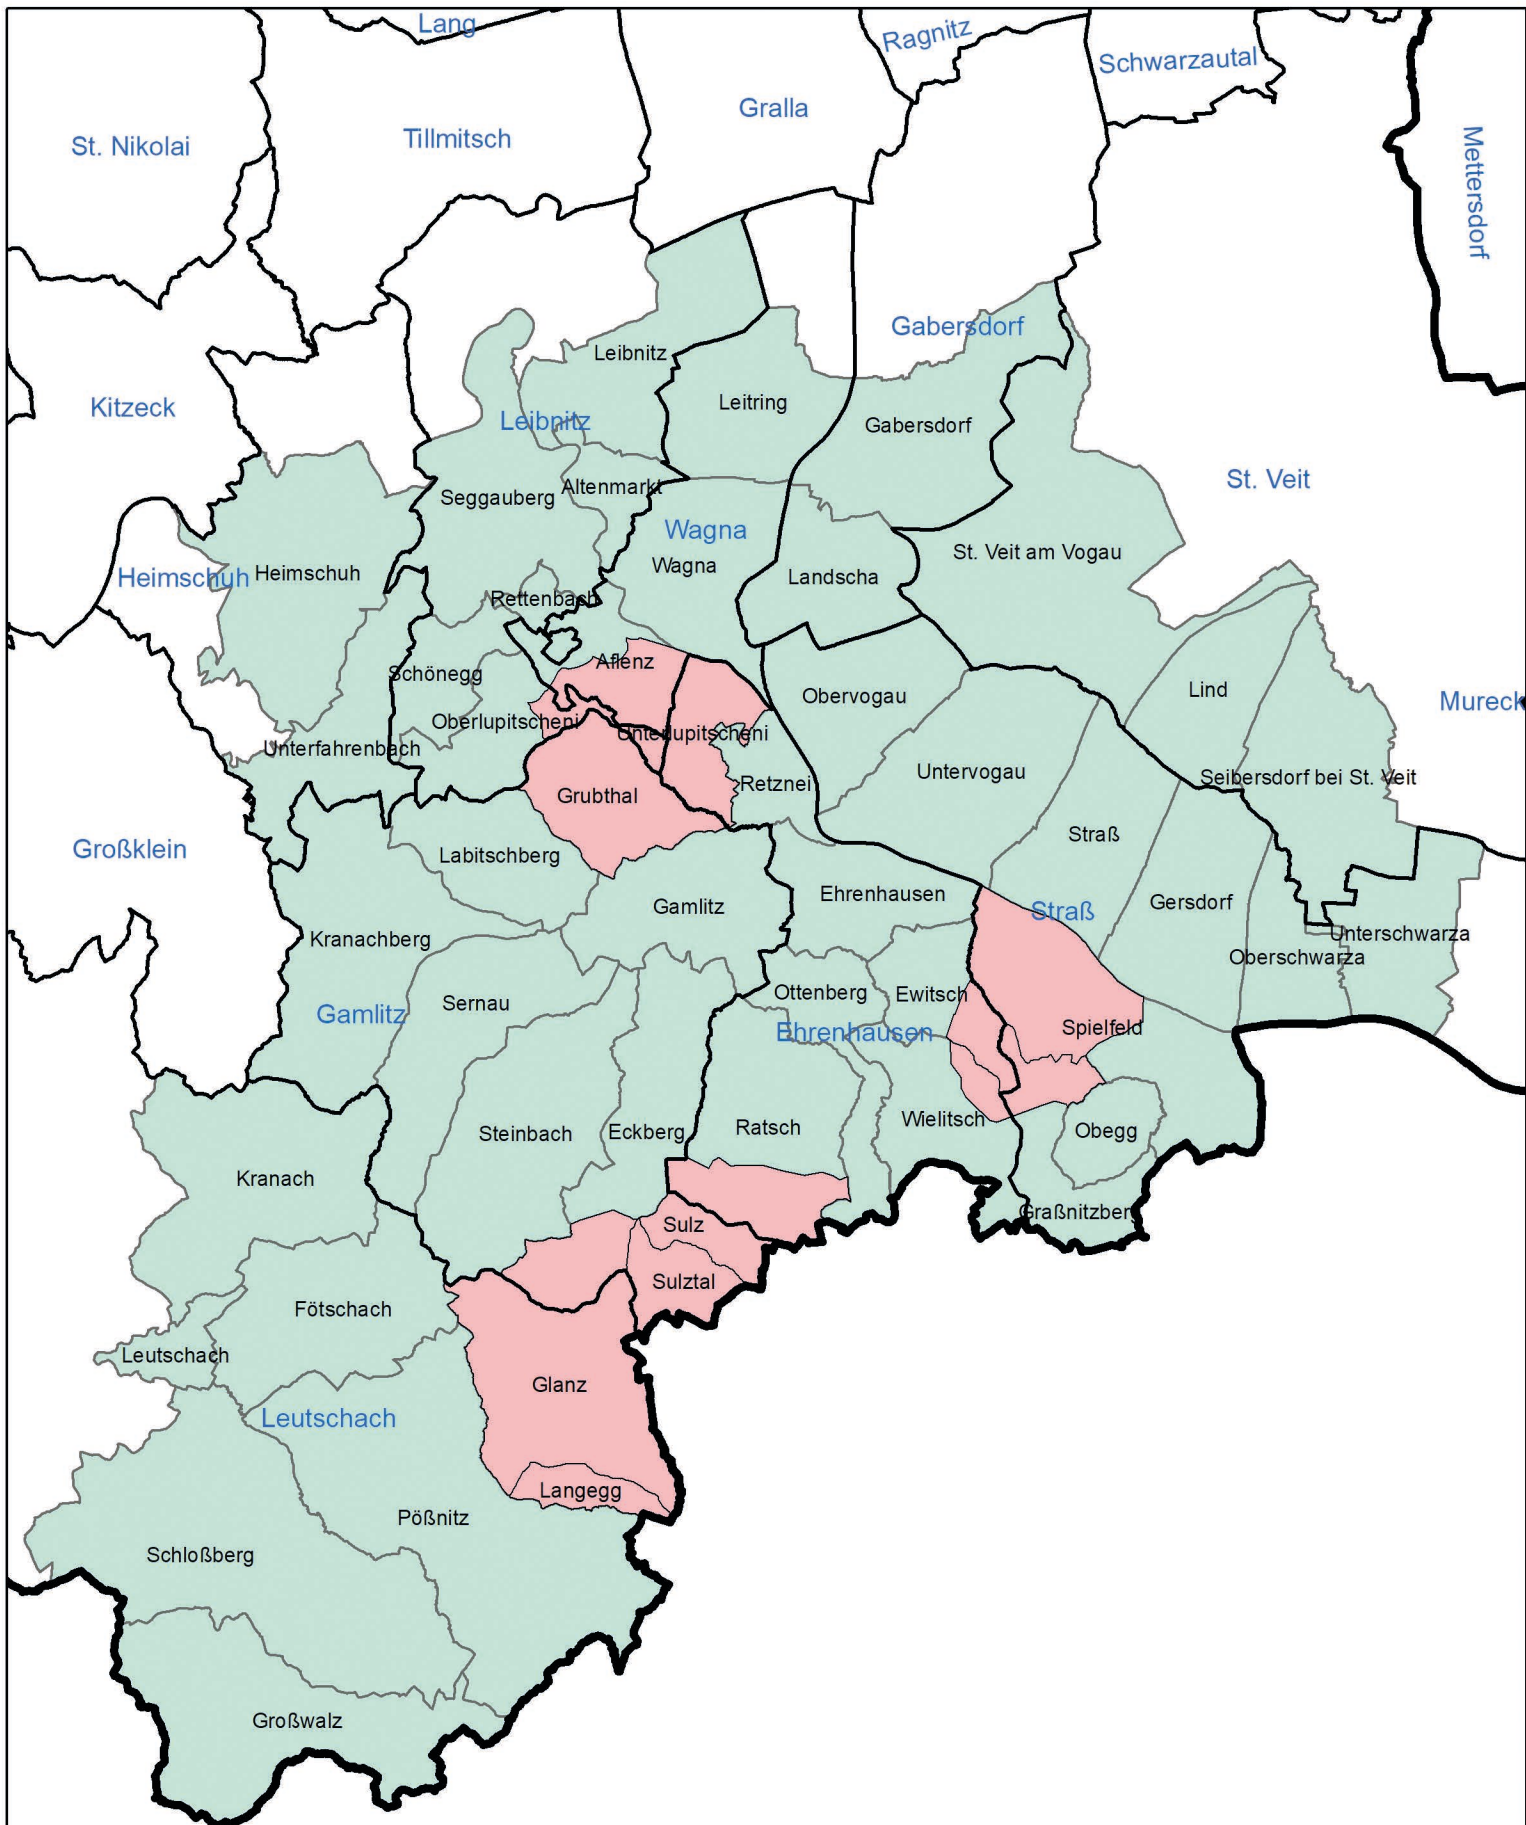 Lang
Ragnitz
Schwarzautal
Gralla
St. Nikolai
Tillmitsch
Mettersdorf
Gabersdorf
Leibnitz
Kitzeck
Leitring
Leibnitz
Gabersdorf
St. Veit
Altenmarkt
Seggauberg
Wagna
St. Veit am Vogau
Wagna
Heimschuh
Heimschuh
Landscha
Rettenbach
Aflenz
Schönegg
Lind
Obervogau
Mureck
Oberlupitscheni
Unterlupitscheni
Unterfahrenbach
Untervogau
Seibersdorf bei St. Veit
Retznei
Grubthal
Straß
Großklein
Labitschberg
Ehrenhausen
Gersdorf
Gamlitz
Straß
Unterschwarza
Kranachberg
Oberschwarza
Ottenberg
Ewitsch
Sernau
Gamlitz
Spielfeld
Ehrenhausen
Wielitsch
Ratsch
Obegg
Steinbach
Eckberg
Kranach
Graßnitzberg
Sulz
Sulztal
Fötschach
Leutschach
Glanz
Leutschach
Langegg
Pößnitz
Schloßberg
Großwalz